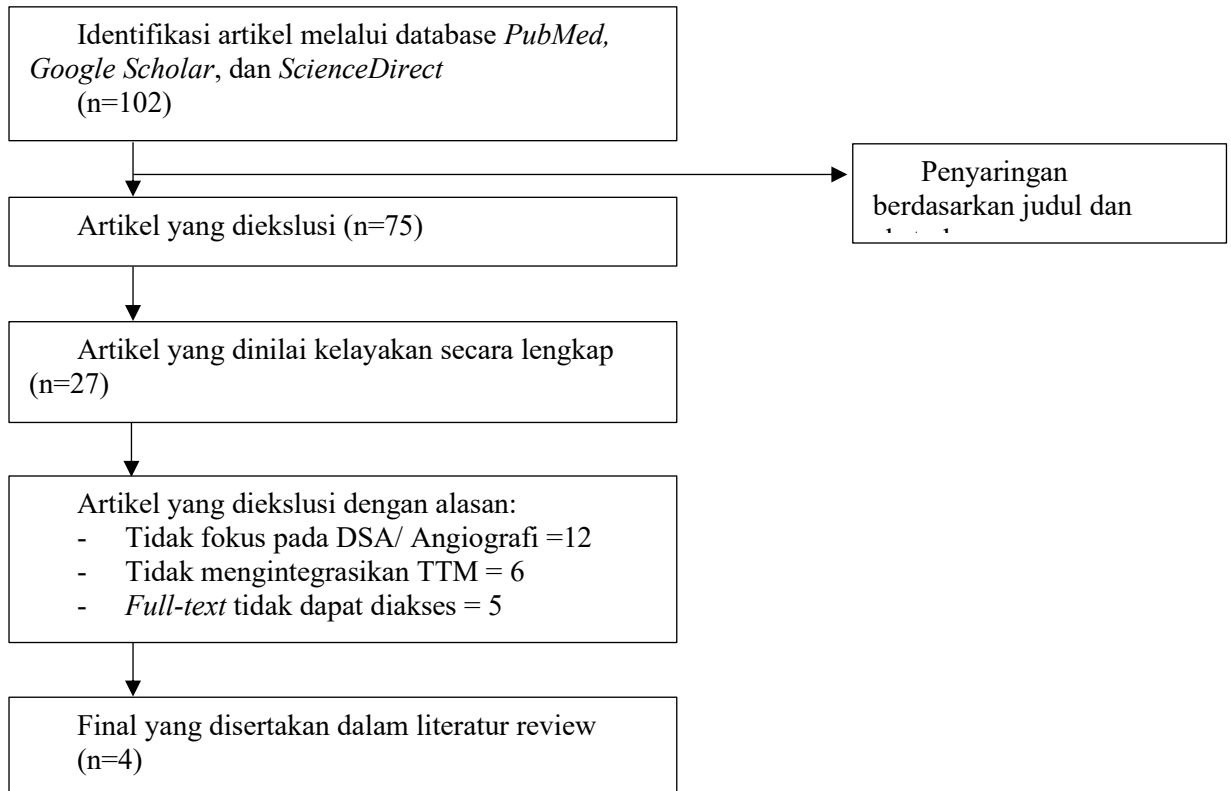 Identifikasi artikel melalui database PubMed,
Google Scholar, dan ScienceDirect
(n=102)
Penyaringan
berdasarkan judul dan
Artikel yang diekslusi (n=75)
Artikel yang dinilai kelayakan secara lengkap
(n=27)
Artikel yang diekslusi dengan alasan:
- Tidak fokus pada DSA/ Angiografi =12
- Tidak mengintegrasikan TTM = 6
- Full-text tidak dapat diakses = 5
Final yang disertakan dalam literatur review
(n=4)